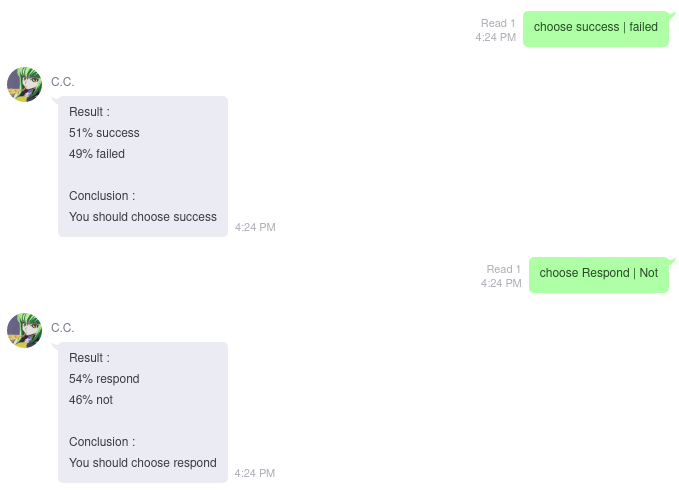 Read 1
4:24 PM
choose success | failed
C.C.
Result :
51% success
49% failed
Conclusion :
You should choose success
4:24 PM
Read 1
4:24 PM
choose Respond | Not
C.C.
Result :
54% respond
46% not
Conclusion :
You should choose respond
4:24 PM